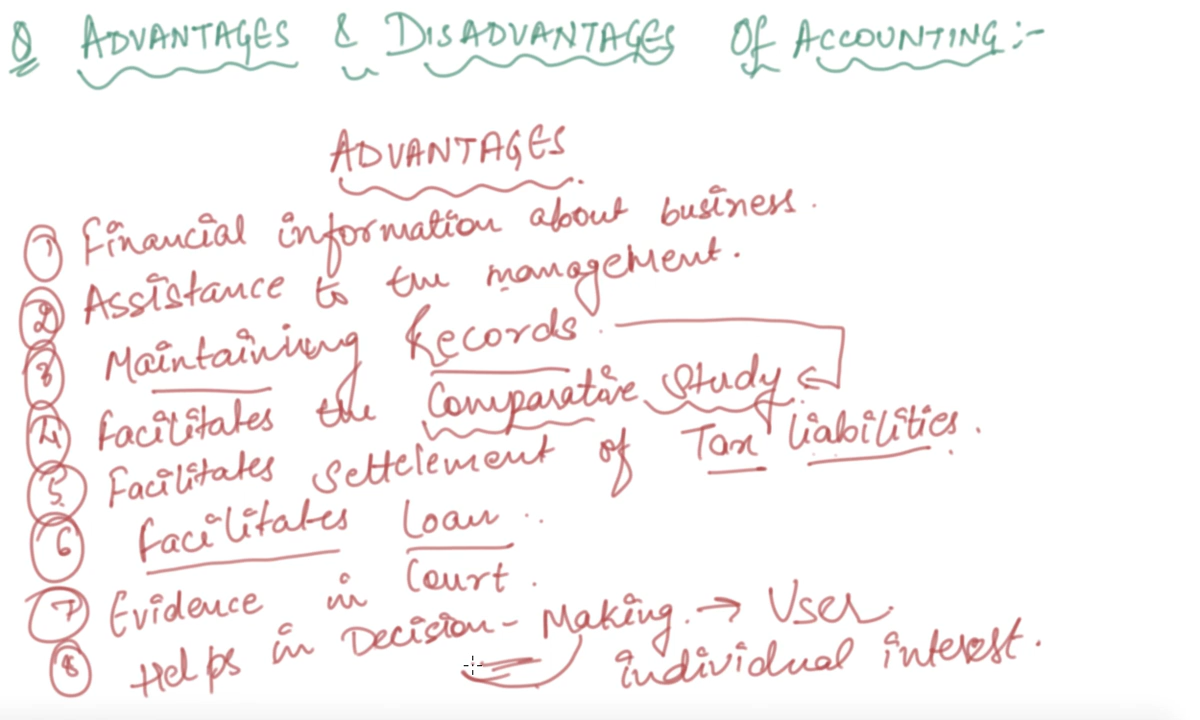 Q ADVANTAGES & DISADVANTAGES Of ACCOUNTING :-
ADVANTAGES
1 Financial information about business.
2 Assistance to the management.
3 Maintaining Records.
4 Facilitates the Comparative Study.
5 Facilitates Settelement of Tax liabilities.
6 Facilitates Loan..
7 Evidence in Court.
8 Helps in Decision-Making. → User
individual interest.